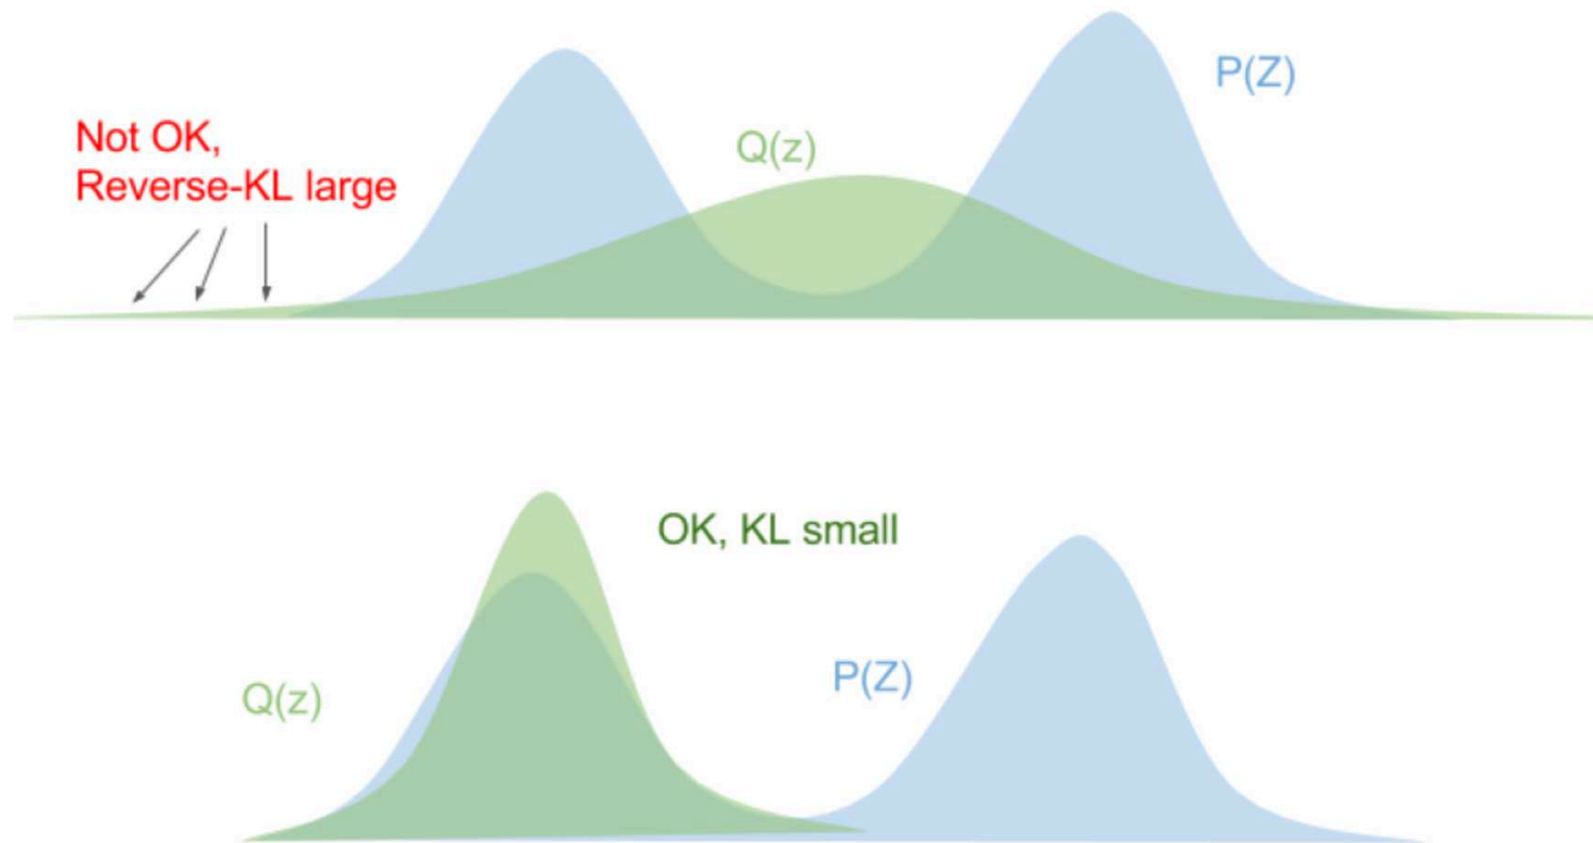 P(Z)
Not OK,
Reverse-KL large
Q(z)
OK, KL small
Q(z)
P(Z)